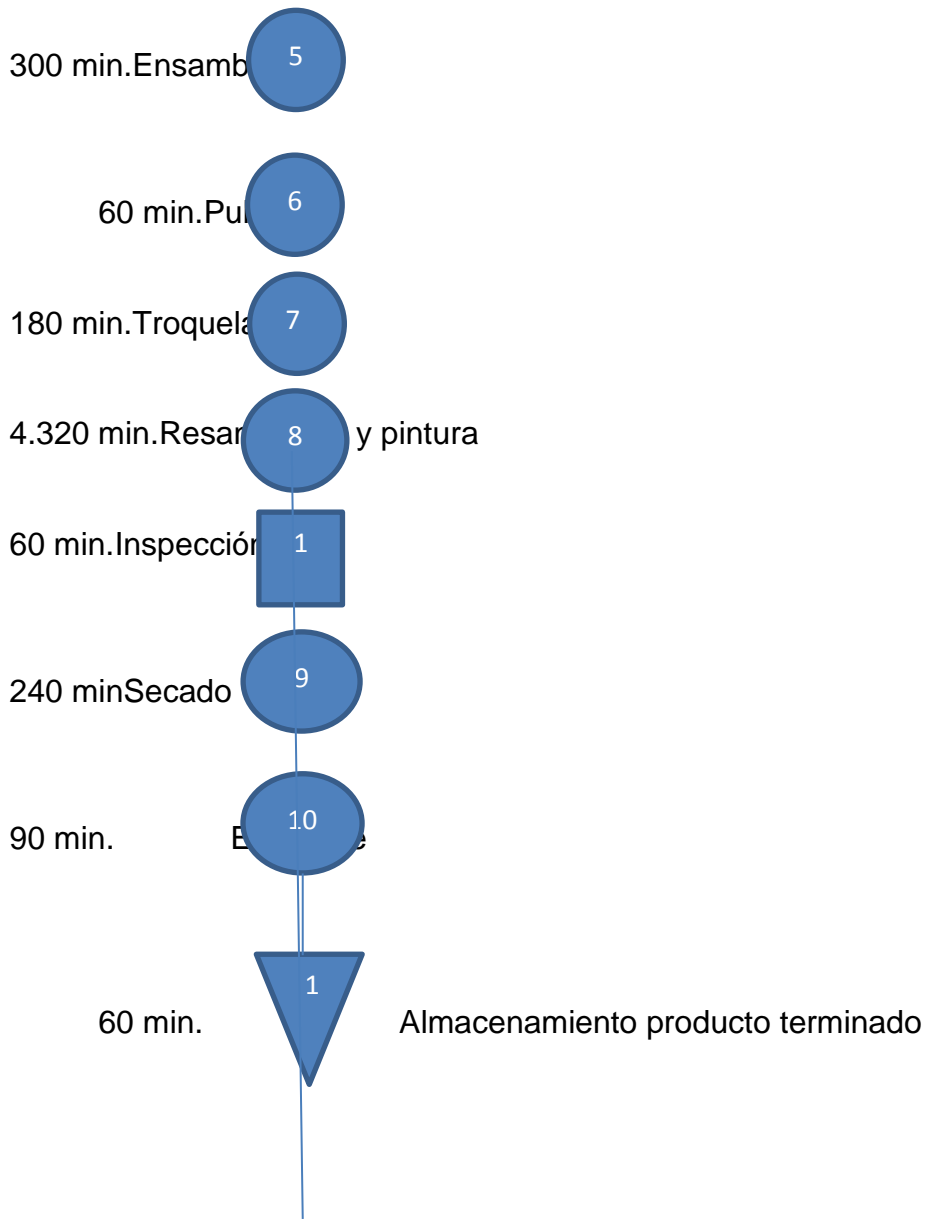 300 min.Ensamb 5
60 min.Pul 6
180 min.Troquela 7
4.320 min.Resan 8 y pintura
60 min.Inspección 1
240 minSecado 9
90 min. E 10 e
1
60 min. Almacenamiento producto terminado